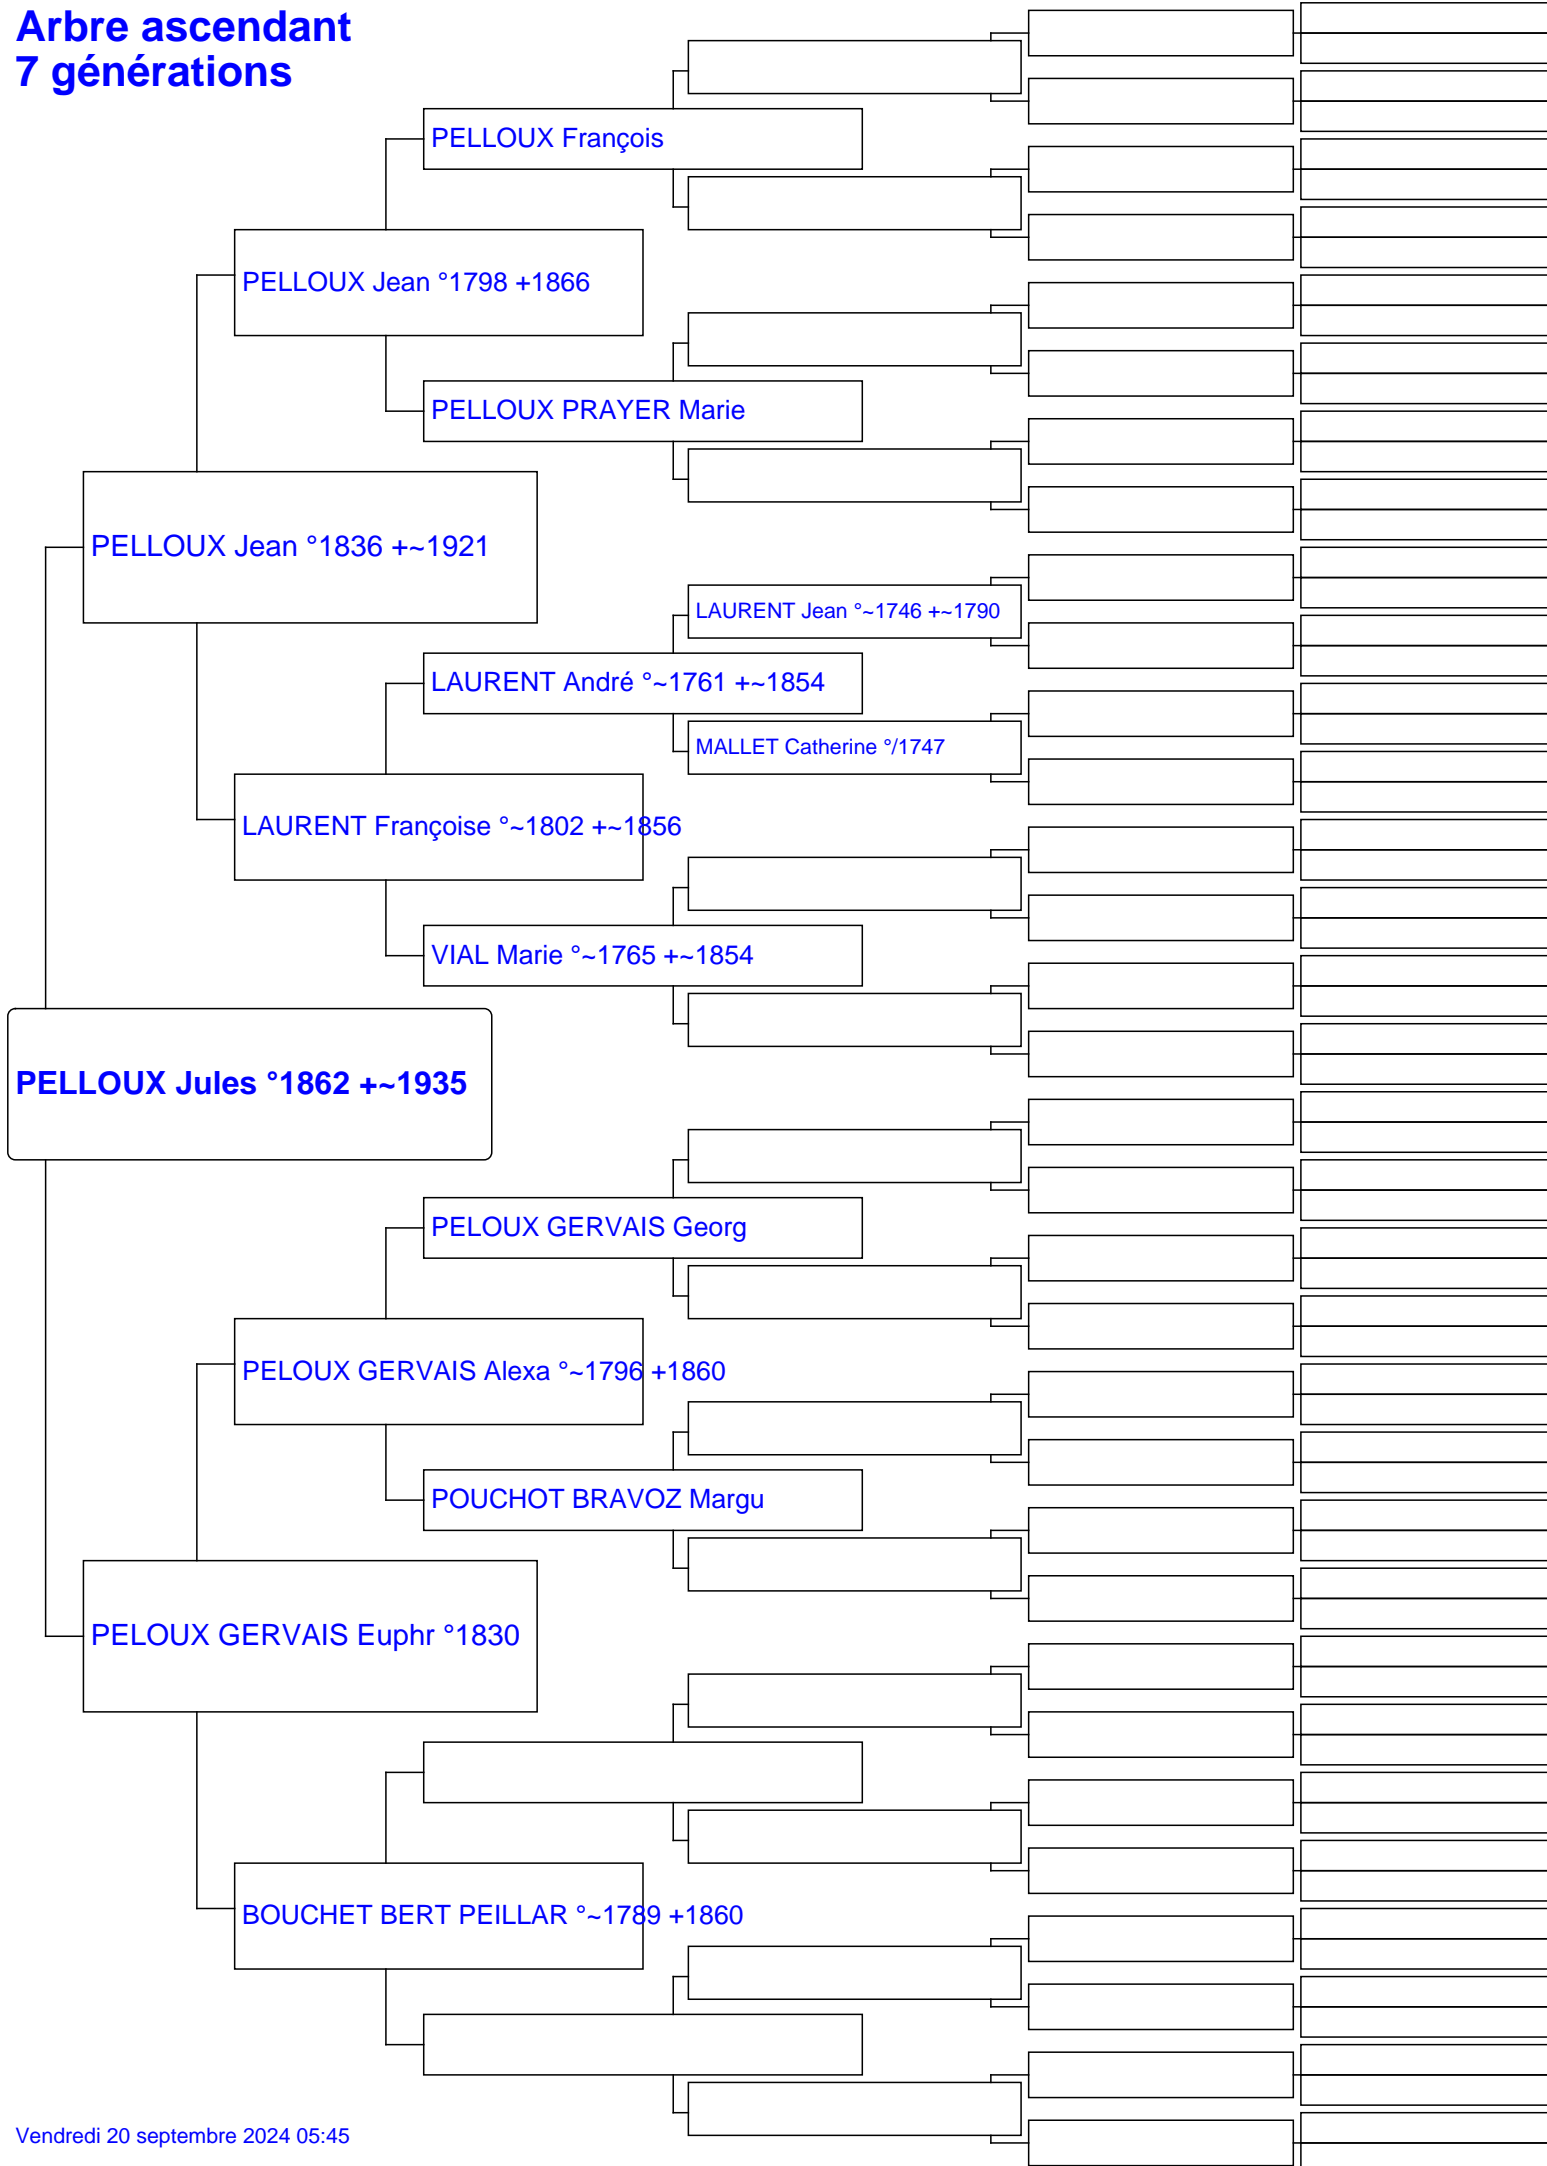 Arbre ascendant
7 générations
PELLOUX François
PELLOUX Jean °1798 +1866
PELLOUX PRAYER Marie
PELLOUX Jean °1836 +~1921
LAURENT Jean °~1746 +~1790
LAURENT André °~1761 +~1854
MALLET Catherine °/1747
LAURENT Françoise °~1802 +~1856
VIAL Marie °~1765 +~1854
PELLOUX Jules °1862 +~1935
PELOUX GERVAIS Georg
PELOUX GERVAIS Alexa °~1796 +1860
POUCHOT BRAVOZ Margu
PELOUX GERVAIS Euphr °1830
BOUCHET BERT PEILLAR °~1789 +1860
Vendredi 20 septembre 2024 05:45